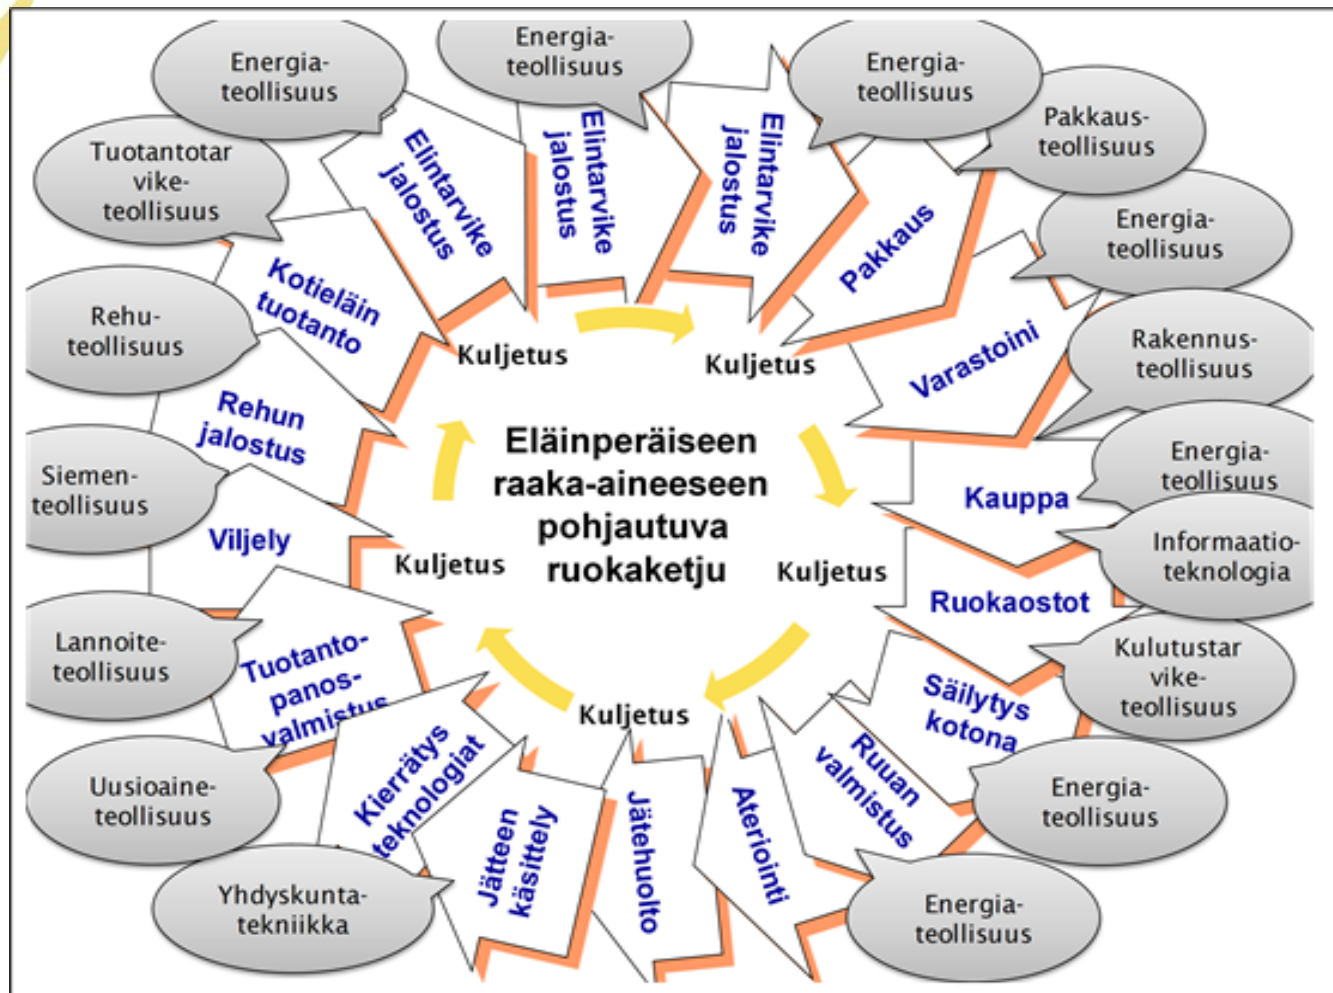 Energia-
teollisuus
Energia-
teollisuus
Energia-
teollisuus
Pakkaus-
teollisuus
Energia-
teollisuus
Rakennus-
teollisuus
Energia-
teollisuus
Informaatio-
teknologia
Kulutustar
vike-
teollisuus
Energia-
teollisuus
Energia-
teollisuus
Yhdyskunta-
tekniikka
Uusioaine-
teollisuus
Lannoite-
teollisuus
Siemen-
teollisuus
Rehu-
teollisuus
Tuotantotar
vike-
teollisuus
Elintarvike
jalostus
Elintarvike
jalostus
Elintarvike
jalostus
Pakkaus
Varastoini
Kauppa
Ruokaostot
Säilytys
kotona
Ruuan
valmistus
Ateriointi
Jätehuolto
Jätteen
käsittely
Kierrätys
teknologiat
Tuotanto-
panos-
valmistus
Viljely
Rehun
jalostus
Kotieläin
tuotanto
Kuljetus
Kuljetus
Kuljetus
Kuljetus
Kuljetus
Eläinperäiseen
raaka-aineeseen
pohjautuva
ruokaketju